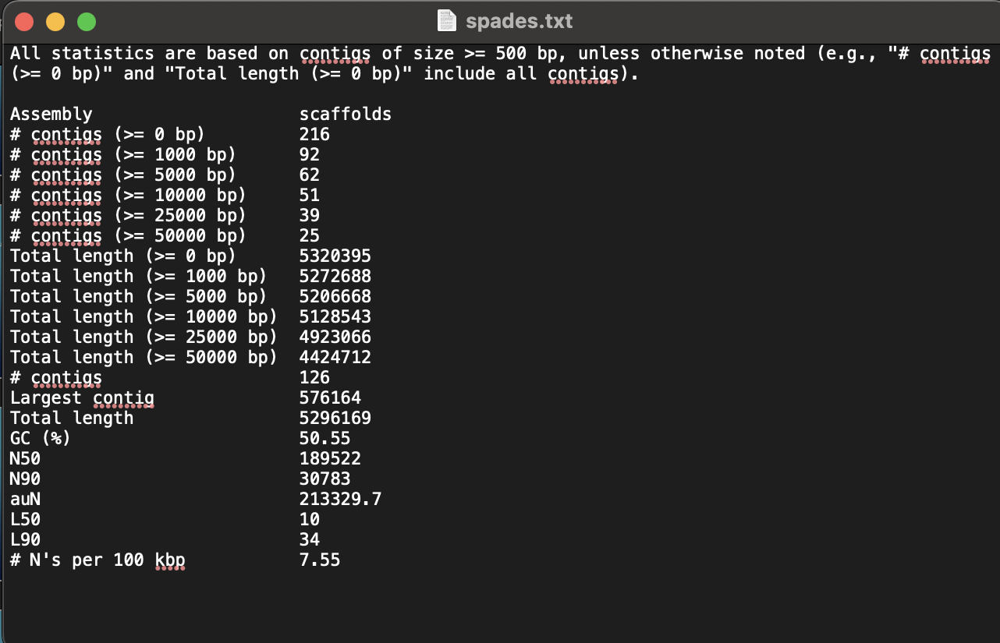 spades.txt
All statistics are based on contigs of size >= 500 bp, unless otherwise noted (e.g., "# contigs
(>= 0 bp)" and "Total length (>= 0 bp)" include all contigs).
Assembly scaffolds
# contigs (>= 0 bp) 216
# contigs (>= 1000 bp) 92
# contigs (>= 5000 bp) 62
# contigs (>= 10000 bp) 51
# contigs (>= 25000 bp) 39
# contigs (>= 50000 bp) 25
Total length (>= 0 bp) 5320395
Total length (>= 1000 bp) 5272688
Total length (>= 5000 bp) 5206668
Total length (>= 10000 bp) 5128543
Total length (>= 25000 bp) 4923066
Total length (>= 50000 bp) 4424712
# contigs 126
Largest contig 576164
Total length 5296169
GC (%) 50.55
N50 189522
N90 30783
auN 213329.7
L50 10
L90 34
# N's per 100 kbp 7.55